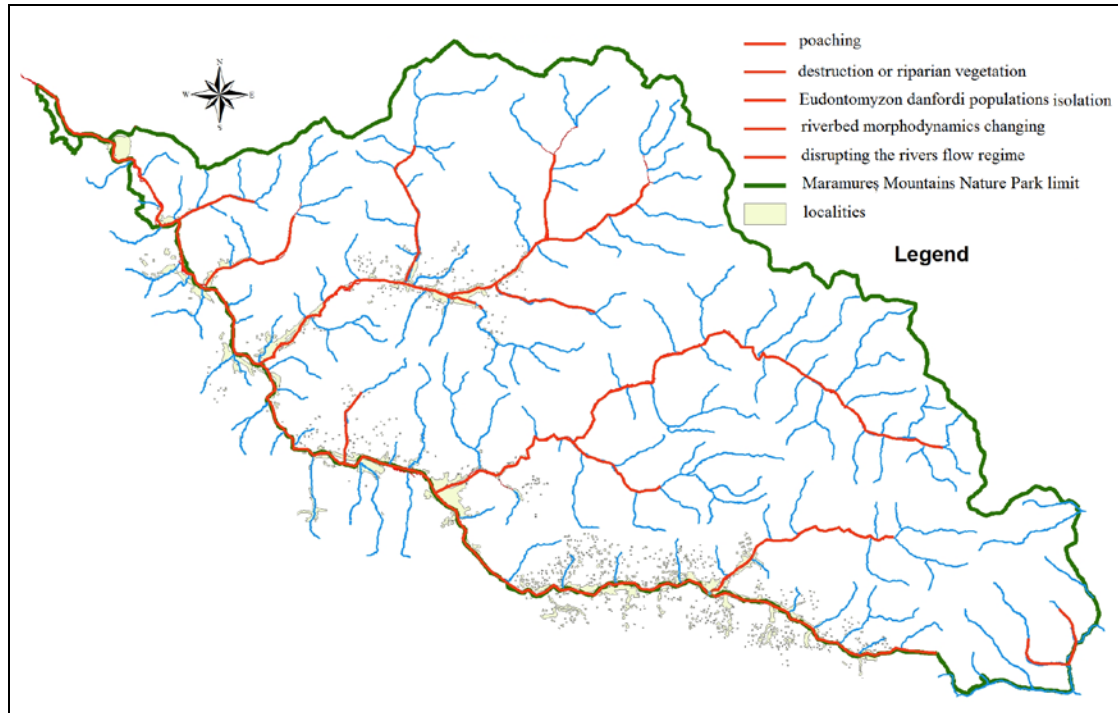 N
W E
S
poaching
destruction or riparian vegetation
Eudontomyzon danfordi populations isolation
riverbed morphodynamics changing
disrupting the rivers flow regime
Maramureș Mountains Nature Park limit
localities
Legend